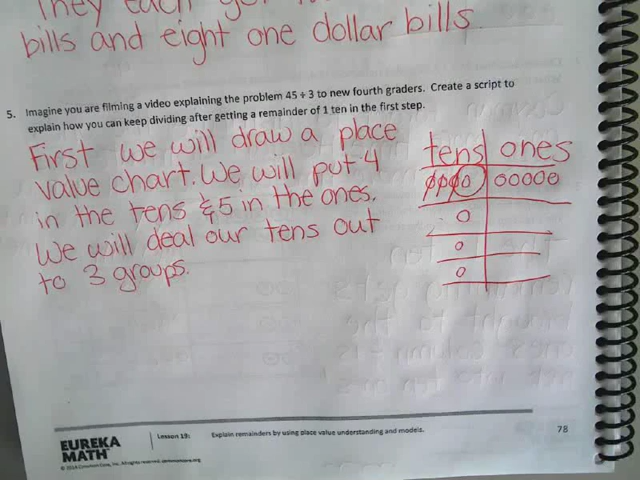 They each got
bills and eight one dollar bills.
5. Imagine you are filming a video explaining the problem 45 ÷ 3 to new fourth graders. Create a script to
explain how you can keep dividing after getting a remainder of 1 ten in the first step.
First we will draw a place
value chart. We will put 4
in the tens & 5 in the ones.
We will deal our tens out
to 3 groups.
tens ones
EUREKA
MATH
Lesson 19: Explain remainders by using place value understanding and models.
78